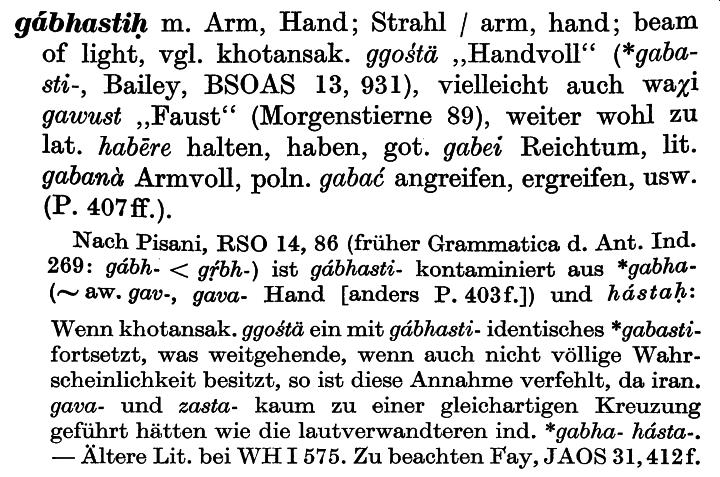 gábhastiḥ m. Arm, Hand; Strahl / arm, hand; beam
of light, vgl. khotansak. ggośtä „Handvoll“ (*gaba-
sti-, Bailey, BSOAS 13, 931), vielleicht auch waχi
gawust „Faust“ (Morgenstierne 89), weiter wohl zu
lat. habēre halten, haben, got. gabei Reichtum, lit.
gabanà Armvoll, poln. gabać angreifen, ergreifen, usw.
(P. 407ff.).
Nach Pisani, RSO 14, 86 (früher Grammatica d. Ant. Ind.
269: gábh- < gŕ̥bh-) ist gábhasti- kontaminiert aus *gabha-
(~ aw. gav-, gava- Hand [anders P. 403f.]) und hástaḥ:
Wenn khotansak. ggośtä ein mit gábhasti- identisches *gabasti-
fortsetzt, was weitgehende, wenn auch nicht völlige Wahr-
scheinlichkeit besitzt, so ist diese Annahme verfehlt, da iran.
gava- und zasta- kaum zu einer gleichartigen Kreuzung
geführt hätten wie die lautverwandteren ind. *gabha- hásta-.
— Ältere Lit. bei WH I 575. Zu beachten Fay, JAOS 31, 412f.